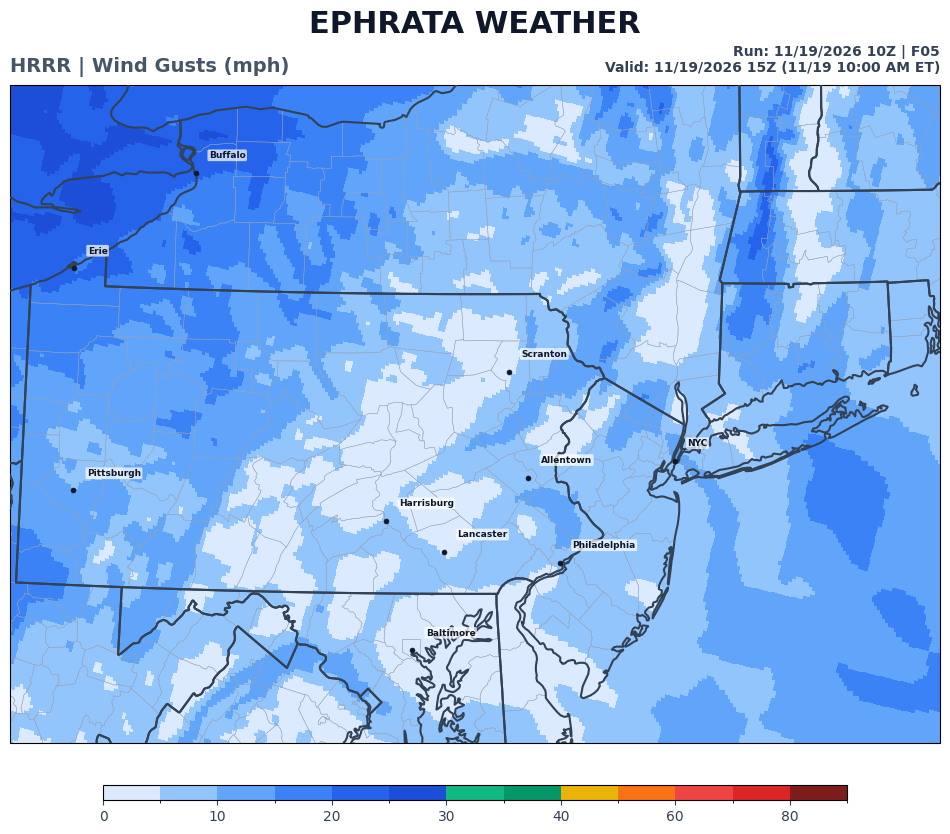 EPHRATA WEATHER
HRRR | Wind Gusts (mph)
Run: 11/19/2026 10Z | F05
Valid: 11/19/2026 15Z (11/19 10:00 AM ET)
Buffalo
Erie
Scranton
NYC
Pittsburgh
Allentown
Harrisburg
Lancaster
Philadelphia
Baltimore
0 10 20 30 40 60 80